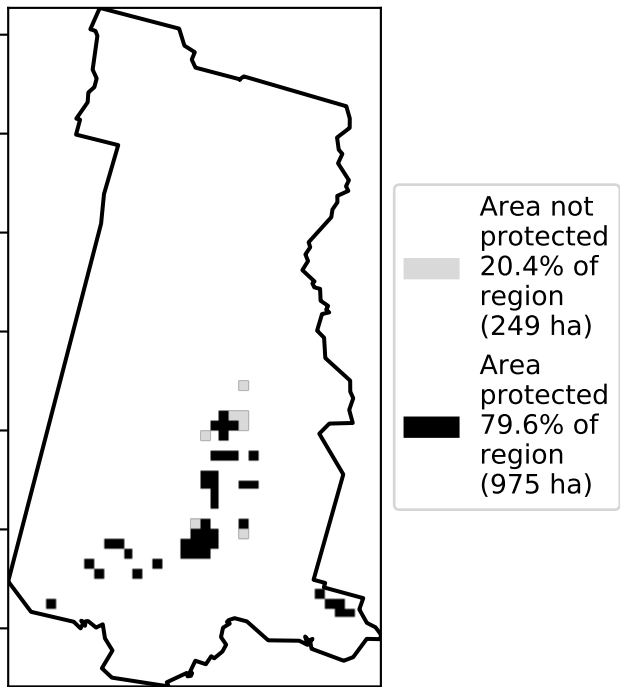 Area not
protected
20.4% of
region
(249 ha)
Area
protected
79.6% of
region
(975 ha)